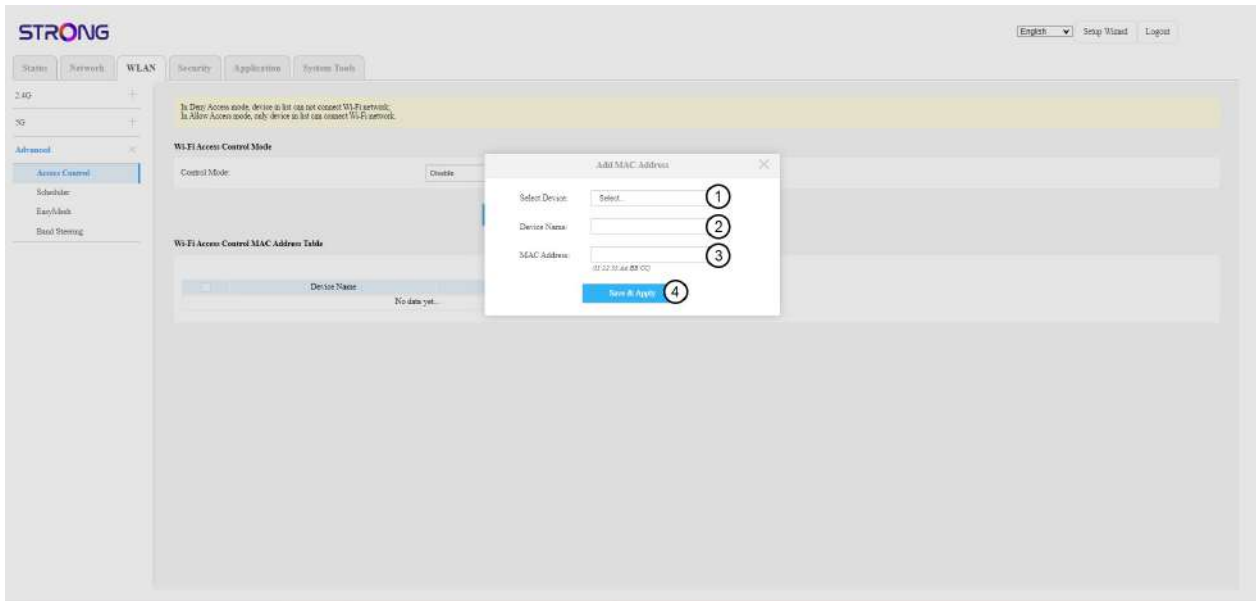 STRONG
English
Setup Wizard
Logout
Status
Network
WLAN
Security
Application
System Tools
2.4G
5G
Advanced
Access Control
Scheduler
EasyMesh
Band Steering
In Deny Access mode, device in list can not connect Wi-Fi network;
In Allow Access mode, only device in list can connect Wi-Fi network.
Wi-Fi Access Control Mode
Control Mode:
Disable
Wi-Fi Access Control MAC Address Table
Device Name
No data yet...
Add MAC Address
Select Device:
Select...
1
Device Name:
2
MAC Address:
3
Save & Apply
4